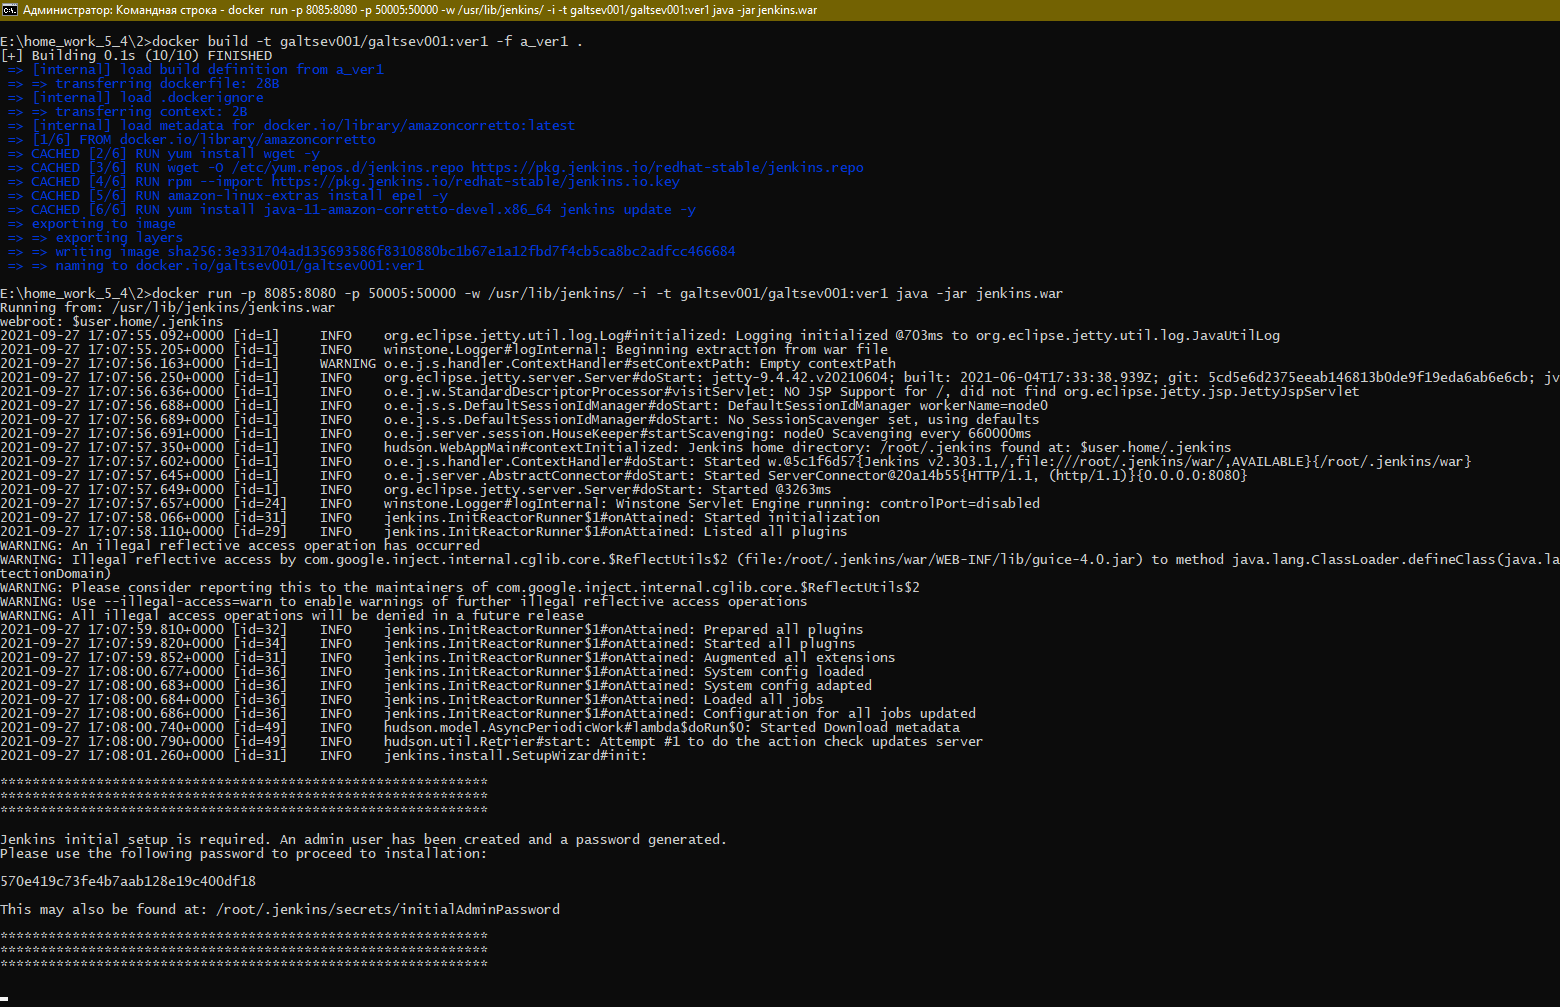 Администратор: Командная строка - docker run -p 8085:8080 -p 50005:50000 -w /usr/lib/jenkins/ -i -t galtsev001/galtsev001:ver1 java -jar jenkins.war
E:\home_work_5_4\2>docker build -t galtsev001/galtsev001:ver1 -f a_ver1 .
[+] Building 0.1s (10/10) FINISHED
=> [internal] load build definition from a_ver1
=> => transferring dockerfile: 28B
=> [internal] load .dockerignore
=> => transferring context: 2B
=> [internal] load metadata for docker.io/library/amazoncorretto:latest
=> [1/6] FROM docker.io/library/amazoncorretto
=> CACHED [2/6] RUN yum install wget -y
=> CACHED [3/6] RUN wget -O /etc/yum.repos.d/jenkins.repo https://pkg.jenkins.io/redhat-stable/jenkins.repo
=> CACHED [4/6] RUN rpm --import https://pkg.jenkins.io/redhat-stable/jenkins.io.key
=> CACHED [5/6] RUN amazon-linux-extras install epel -y
=> CACHED [6/6] RUN yum install java-11-amazon-corretto-devel.x86_64 jenkins update -y
=> exporting to image
=> => exporting layers
=> => writing image sha256:3e331704ad135693586f8310880bc1b67e1a12fbd7f4cb5ca8bc2adfcc466684
=> => naming to docker.io/galtsev001/galtsev001:ver1
E:\home_work_5_4\2>docker run -p 8085:8080 -p 50005:50000 -w /usr/lib/jenkins/ -i -t galtsev001/galtsev001:ver1 java -jar jenkins.war
Running from: /usr/lib/jenkins/jenkins.war
webroot: $user.home/.jenkins
2021-09-27 17:07:55.092+0000 [id=1]     INFO    org.eclipse.jetty.util.log.Log#initialized: Logging initialized @703ms to org.eclipse.jetty.util.log.JavaUtilLog
2021-09-27 17:07:55.205+0000 [id=1]     INFO    winstone.Logger#logInternal: Beginning extraction from war file
2021-09-27 17:07:56.163+0000 [id=1]     WARNING o.e.j.s.handler.ContextHandler#setContextPath: Empty contextPath
2021-09-27 17:07:56.250+0000 [id=1]     INFO    org.eclipse.jetty.server.Server#doStart: jetty-9.4.42.v20210604; built: 2021-06-04T17:33:38.939Z; git: 5cd5e6d2375eeab146813b0de9f19eda6ab6e6cb; jv
2021-09-27 17:07:56.636+0000 [id=1]     INFO    o.e.j.w.StandardDescriptorProcessor#visitServlet: NO JSP Support for /, did not find org.eclipse.jetty.jsp.JettyJspServlet
2021-09-27 17:07:56.688+0000 [id=1]     INFO    o.e.j.s.s.DefaultSessionIdManager#doStart: DefaultSessionIdManager workerName=node0
2021-09-27 17:07:56.689+0000 [id=1]     INFO    o.e.j.s.s.DefaultSessionIdManager#doStart: No SessionScavenger set, using defaults
2021-09-27 17:07:56.691+0000 [id=1]     INFO    o.e.j.server.session.HouseKeeper#startScavenging: node0 Scavenging every 660000ms
2021-09-27 17:07:57.350+0000 [id=1]     INFO    hudson.WebAppMain#contextInitialized: Jenkins home directory: /root/.jenkins found at: $user.home/.jenkins
2021-09-27 17:07:57.602+0000 [id=1]     INFO    o.e.j.s.handler.ContextHandler#doStart: Started w.@5c1f6d57{Jenkins v2.303.1,/,file:///root/.jenkins/war/,AVAILABLE}{/root/.jenkins/war}
2021-09-27 17:07:57.645+0000 [id=1]     INFO    o.e.j.server.AbstractConnector#doStart: Started ServerConnector@20a14b55{HTTP/1.1, (http/1.1)}{0.0.0.0:8080}
2021-09-27 17:07:57.649+0000 [id=1]     INFO    org.eclipse.jetty.server.Server#doStart: Started @3263ms
2021-09-27 17:07:57.657+0000 [id=24]    INFO    winstone.Logger#logInternal: Winstone Servlet Engine running: controlPort=disabled
2021-09-27 17:07:58.066+0000 [id=31]    INFO    jenkins.InitReactorRunner$1#onAttained: Started initialization
2021-09-27 17:07:58.110+0000 [id=29]    INFO    jenkins.InitReactorRunner$1#onAttained: Listed all plugins
WARNING: An illegal reflective access operation has occurred
WARNING: Illegal reflective access by com.google.inject.internal.cglib.core.$ReflectUtils$2 (file:/root/.jenkins/war/WEB-INF/lib/guice-4.0.jar) to method java.lang.ClassLoader.defineClass(java.la
tectionDomain)
WARNING: Please consider reporting this to the maintainers of com.google.inject.internal.cglib.core.$ReflectUtils$2
WARNING: Use --illegal-access=warn to enable warnings of further illegal reflective access operations
WARNING: All illegal access operations will be denied in a future release
2021-09-27 17:07:59.810+0000 [id=32]    INFO    jenkins.InitReactorRunner$1#onAttained: Prepared all plugins
2021-09-27 17:07:59.820+0000 [id=34]    INFO    jenkins.InitReactorRunner$1#onAttained: Started all plugins
2021-09-27 17:07:59.852+0000 [id=31]    INFO    jenkins.InitReactorRunner$1#onAttained: Augmented all extensions
2021-09-27 17:08:00.677+0000 [id=36]    INFO    jenkins.InitReactorRunner$1#onAttained: System config loaded
2021-09-27 17:08:00.683+0000 [id=36]    INFO    jenkins.InitReactorRunner$1#onAttained: System config adapted
2021-09-27 17:08:00.684+0000 [id=36]    INFO    jenkins.InitReactorRunner$1#onAttained: Loaded all jobs
2021-09-27 17:08:00.686+0000 [id=36]    INFO    jenkins.InitReactorRunner$1#onAttained: Configuration for all jobs updated
2021-09-27 17:08:00.740+0000 [id=49]    INFO    hudson.model.AsyncPeriodicWork#lambda$doRun$0: Started Download metadata
2021-09-27 17:08:00.790+0000 [id=49]    INFO    hudson.util.Retrier#start: Attempt #1 to do the action check updates server
2021-09-27 17:08:01.260+0000 [id=31]    INFO    jenkins.install.SetupWizard#init:
*************************************************************
*************************************************************
*************************************************************
Jenkins initial setup is required. An admin user has been created and a password generated.
Please use the following password to proceed to installation:
570e419c73fe4b7aab128e19c400df18
This may also be found at: /root/.jenkins/secrets/initialAdminPassword
*************************************************************
*************************************************************
*************************************************************